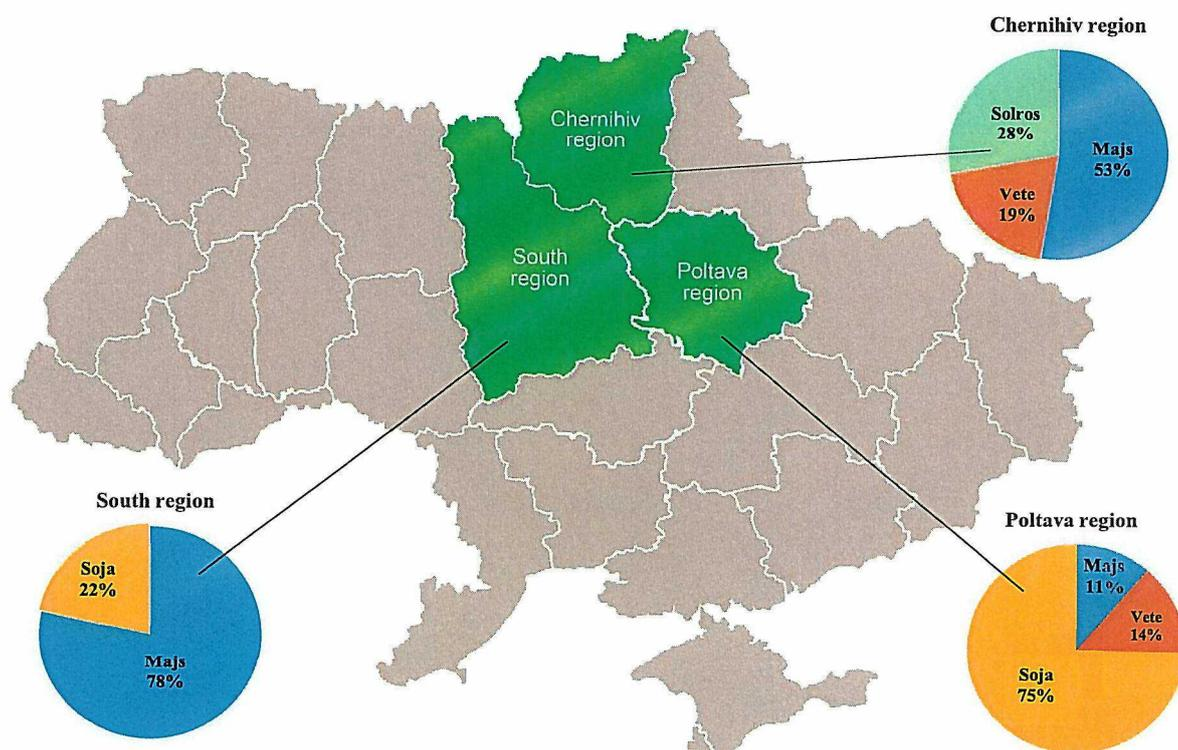 Chernihiv region
Solros
28%
Majs
53%
Vete
19%
Chernihiv
region
South
region
Poltava
region
South region
Soja
22%
Majs
78%
Poltava region
Majs
11%
Vete
14%
Soja
75%